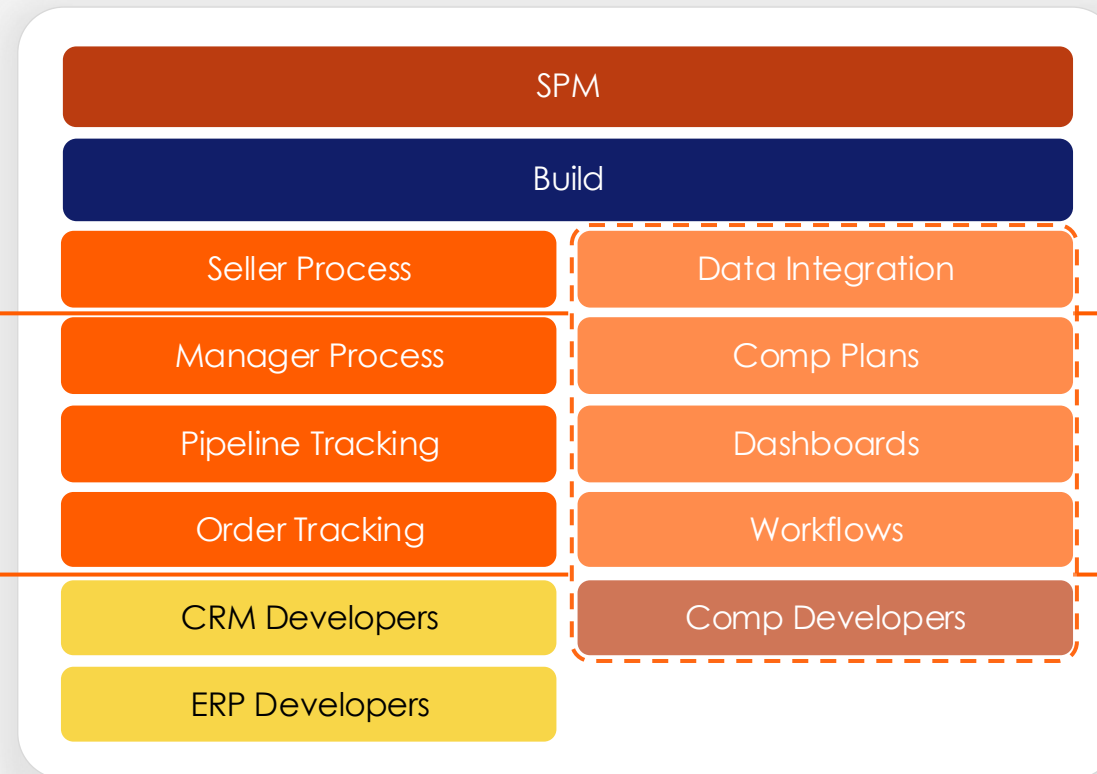 SPM
Build
Seller Process
Data Integration
Manager Process
Comp Plans
Pipeline Tracking
Dashboards
Order Tracking
Workflows
CRM Developers
Comp Developers
ERP Developers